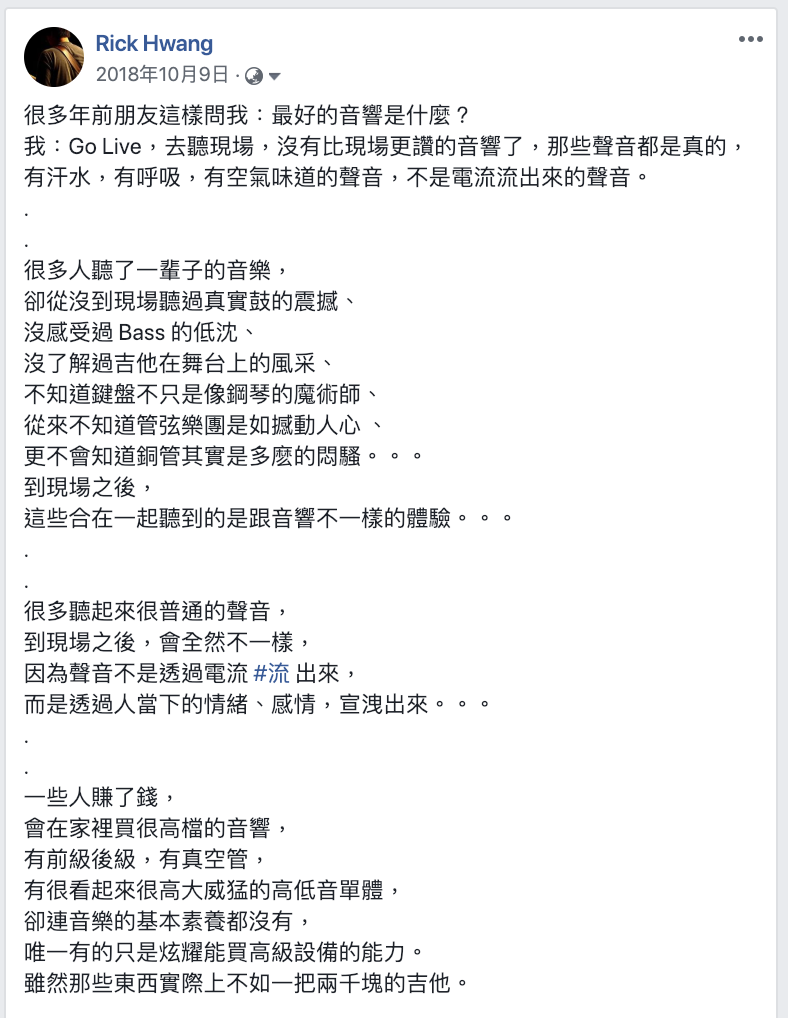 Rick Hwang
2018年10月9日 ·
很多年前朋友這樣問我：最好的音響是什麼？
我：Go Live，去聽現場，沒有比現場更讚的音響了，那些聲音都是真的，
有汗水，有呼吸，有空氣味道的聲音，不是電流流出來的聲音。
.
.
很多人聽了一輩子的音樂，
卻從沒到現場聽過真實鼓的震撼、
沒感受過 Bass 的低沈、
沒了解過吉他在舞台上的風采、
不知道鍵盤不只是像鋼琴的魔術師、
從來不知道管弦樂團是如撼動人心 、
更不會知道銅管其實是多麼的悶騷。。。
到現場之後，
這些合在一起聽到的是跟音響不一樣的體驗。。。
.
.
很多聽起來很普通的聲音，
到現場之後，會全然不一樣，
因為聲音不是透過電流 #流 出來，
而是透過人當下的情緒、感情，宣洩出來。。。
.
.
一些人賺了錢，
會在家裡買很高檔的音響，
有前級後級，有真空管，
有很看起來很高大威猛的高低音單體，
卻連音樂的基本素養都沒有，
唯一有的只是炫耀能買高級設備的能力。
雖然那些東西實際上不如一把兩千塊的吉他。